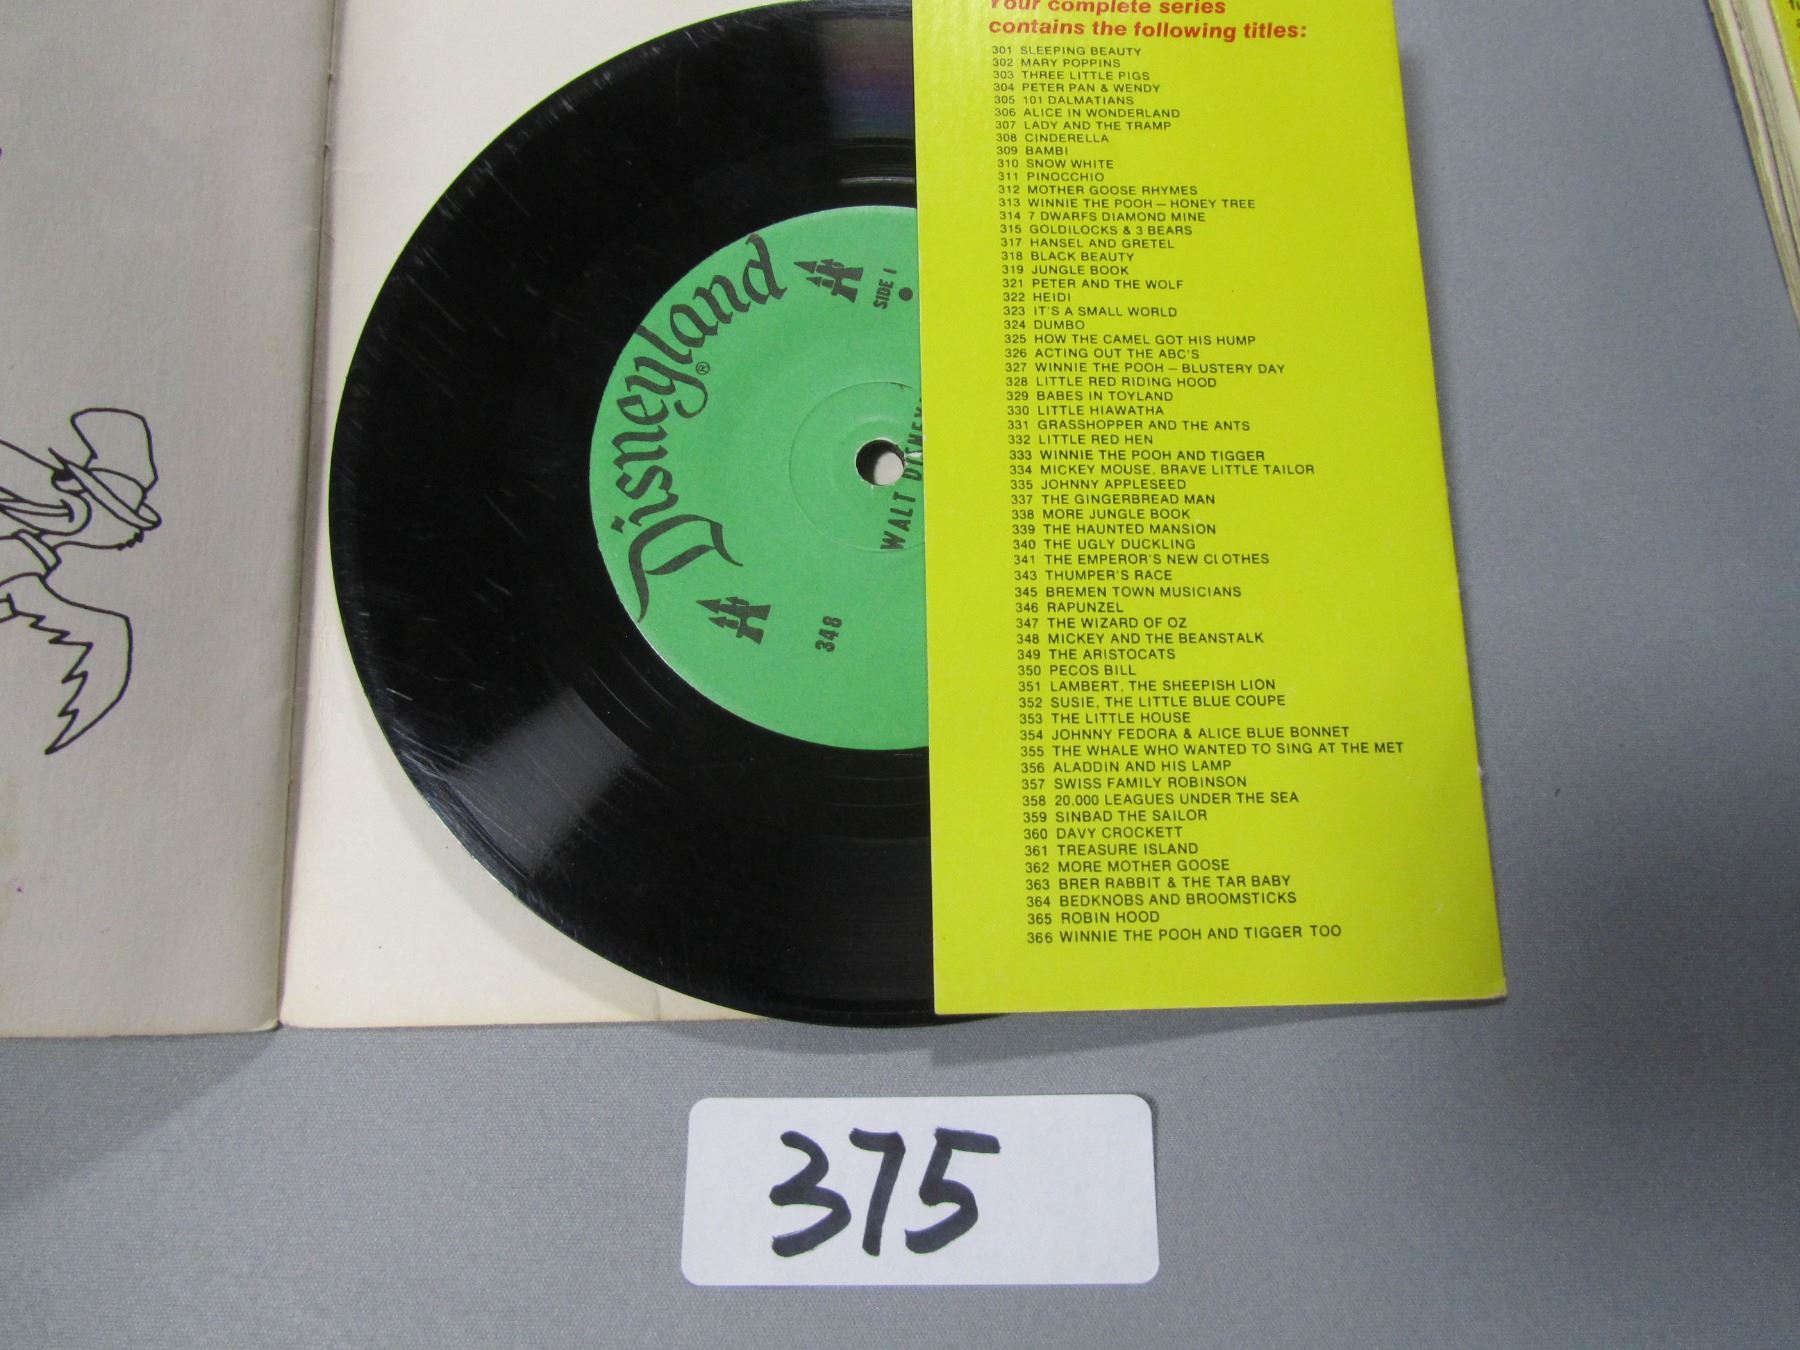 Disneyland®
SIDE 1
WALT DISNEY
348
Your complete series
contains the following titles:
301 SLEEPING BEAUTY
302 MARY POPPINS
303 THREE LITTLE PIGS
304 PETER PAN & WENDY
305 101 DALMATIANS
306 ALICE IN WONDERLAND
307 LADY AND THE TRAMP
308 CINDERELLA
309 BAMBI
310 SNOW WHITE
311 PINOCCHIO
312 MOTHER GOOSE RHYMES
313 WINNIE THE POOH – HONEY TREE
314 7 DWARFS DIAMOND MINE
315 GOLDILOCKS & 3 BEARS
317 HANSEL AND GRETEL
318 BLACK BEAUTY
319 JUNGLE BOOK
321 PETER AND THE WOLF
322 HEIDI
323 IT'S A SMALL WORLD
324 DUMBO
325 HOW THE CAMEL GOT HIS HUMP
326 ACTING OUT THE ABC'S
327 WINNIE THE POOH – BLUSTERY DAY
328 LITTLE RED RIDING HOOD
329 BABES IN TOYLAND
330 LITTLE HIAWATHA
331 GRASSHOPPER AND THE ANTS
332 LITTLE RED HEN
333 WINNIE THE POOH AND TIGGER
334 MICKEY MOUSE, BRAVE LITTLE TAILOR
335 JOHNNY APPLESEED
337 THE GINGERBREAD MAN
338 MORE JUNGLE BOOK
339 THE HAUNTED MANSION
340 THE UGLY DUCKLING
341 THE EMPEROR'S NEW CLOTHES
343 THUMPER'S RACE
345 BREMEN TOWN MUSICIANS
346 RAPUNZEL
347 THE WIZARD OF OZ
348 MICKEY AND THE BEANSTALK
349 THE ARISTOCATS
350 PECOS BILL
351 LAMBERT, THE SHEEPISH LION
352 SUSIE, THE LITTLE BLUE COUPE
353 THE LITTLE HOUSE
354 JOHNNY FEDORA & ALICE BLUE BONNET
355 THE WHALE WHO WANTED TO SING AT THE MET
356 ALADDIN AND HIS LAMP
357 SWISS FAMILY ROBINSON
358 20,000 LEAGUES UNDER THE SEA
359 SINBAD THE SAILOR
360 DAVY CROCKETT
361 TREASURE ISLAND
362 MORE MOTHER GOOSE
363 BRER RABBIT & THE TAR BABY
364 BEDKNOBS AND BROOMSTICKS
365 ROBIN HOOD
366 WINNIE THE POOH AND TIGGER TOO
375